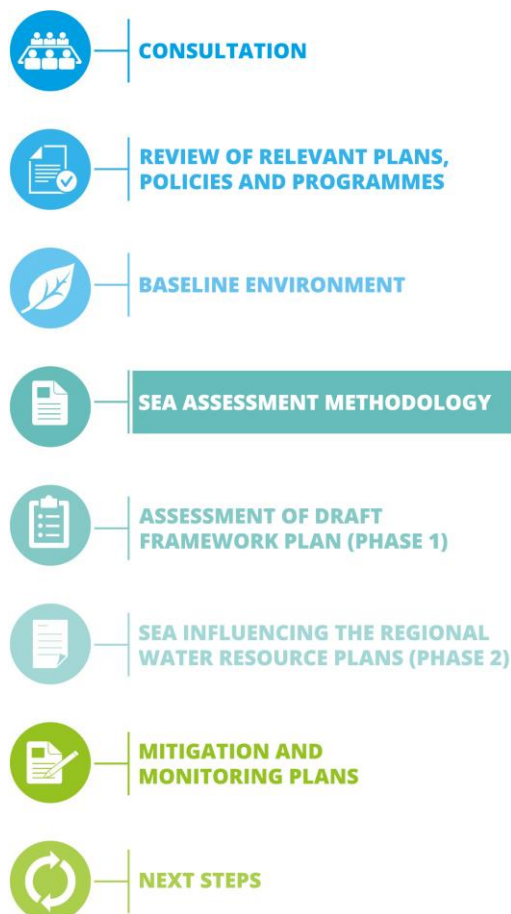 CONSULTATION
REVIEW OF RELEVANT PLANS,
POLICIES AND PROGRAMMES
BASELINE ENVIRONMENT
SEA ASSESSMENT METHODOLOGY
ASSESSMENT OF DRAFT
FRAMEWORK PLAN (PHASE 1)
SEA INFLUENCING THE REGIONAL
WATER RESOURCE PLANS (PHASE 2)
MITIGATION AND
MONITORING PLANS
NEXT STEPS